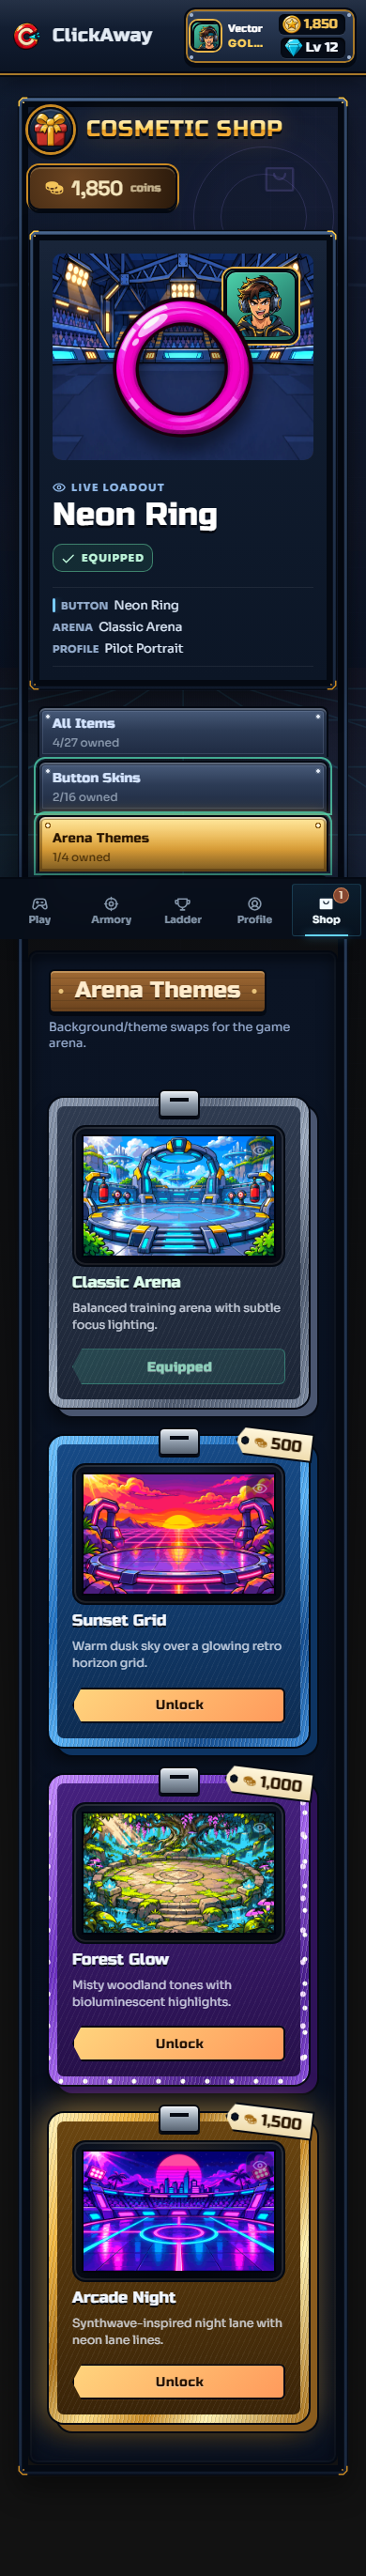 ClickAway
Vector
GOL...
1,850
Lv 12
COSMETIC SHOP
1,850 coins
LIVE LOADOUT
Neon Ring
EQUIPPED
BUTTON Neon Ring
ARENA Classic Arena
PROFILE Pilot Portrait
All Items
4/27 owned
Button Skins
2/16 owned
Arena Themes
1/4 owned
Play
Armory
Ladder
Profile
Shop
1
Arena Themes
Background/theme swaps for the game
arena.
Classic Arena
Balanced training arena with subtle
focus lighting.
Equipped
500
Sunset Grid
Warm dusk sky over a glowing retro
horizon grid.
Unlock
1,000
Forest Glow
Misty woodland tones with
bioluminescent highlights.
Unlock
1,500
Arcade Night
Synthwave-inspired night lane with
neon lane lines.
Unlock